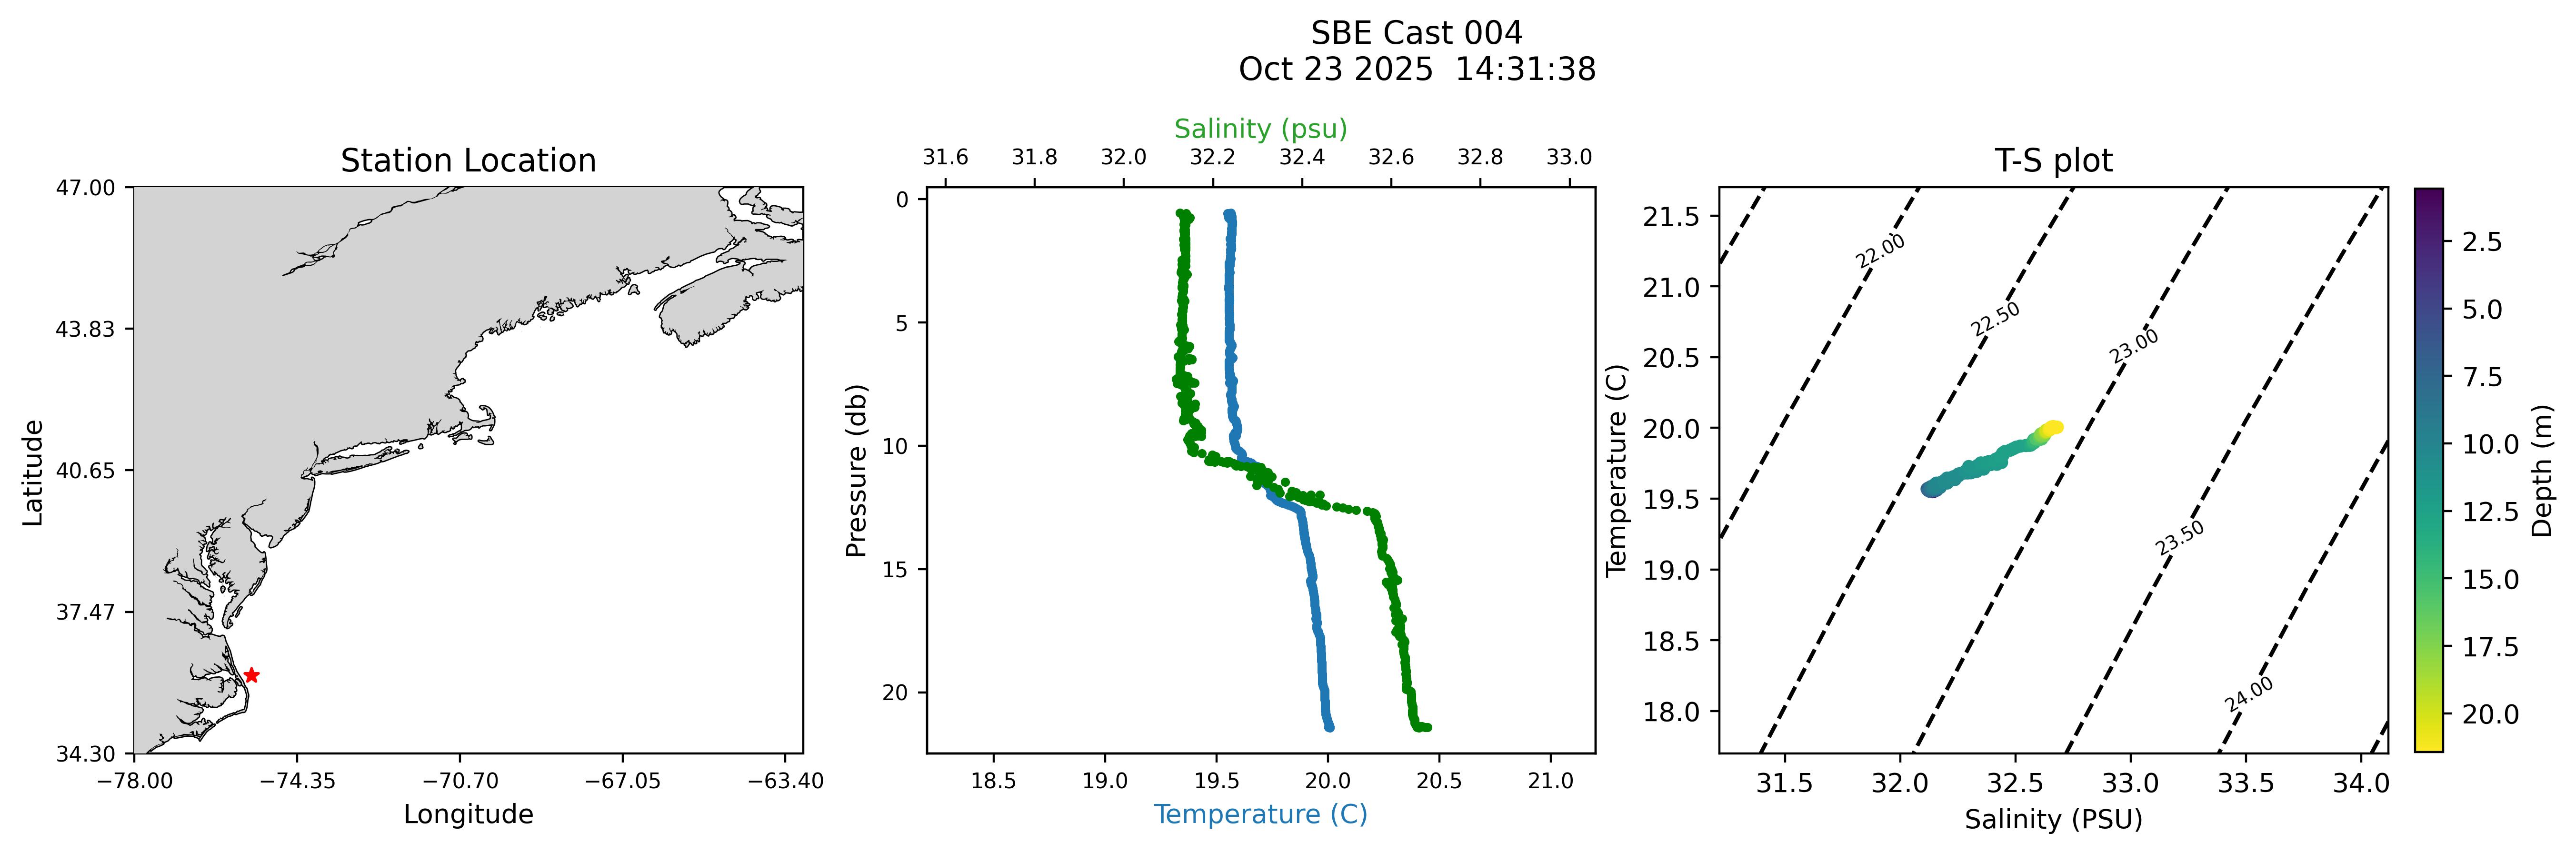 SBE Cast 004
Oct 23 2025  14:31:38
Station Location
47.00
43.83
40.65
37.47
34.30
Latitude
−78.00 −74.35 −70.70 −67.05 −63.40
Longitude
Salinity (psu)
31.6 31.8 32.0 32.2 32.4 32.6 32.8 33.0
0
5
10
15
20
Pressure (db)
18.5 19.0 19.5 20.0 20.5 21.0
Temperature (C)
T-S plot
21.5
21.0
20.5
20.0
19.5
19.0
18.5
18.0
Temperature (C)
22.00
22.50
23.00
23.50
24.00
31.5 32.0 32.5 33.0 33.5 34.0
Salinity (PSU)
2.5
5.0
7.5
10.0
12.5
15.0
17.5
20.0
Depth (m)